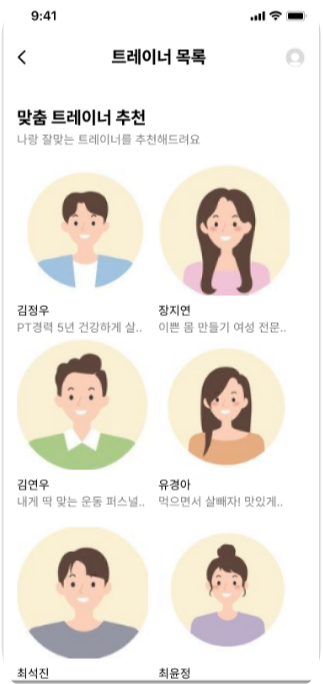 9:41
트레이너 목록
맞춤 트레이너 추천
나랑 잘맞는 트레이너를 추천해드려요
김정우
장지연
PT경력 5년 건강하게 살..
이쁜 몸 만들기 여성 전문..
김연우
유경아
내게 딱 맞는 운동 퍼스널..
먹으면서 살빼자! 맛있게..
최석진
최윤정